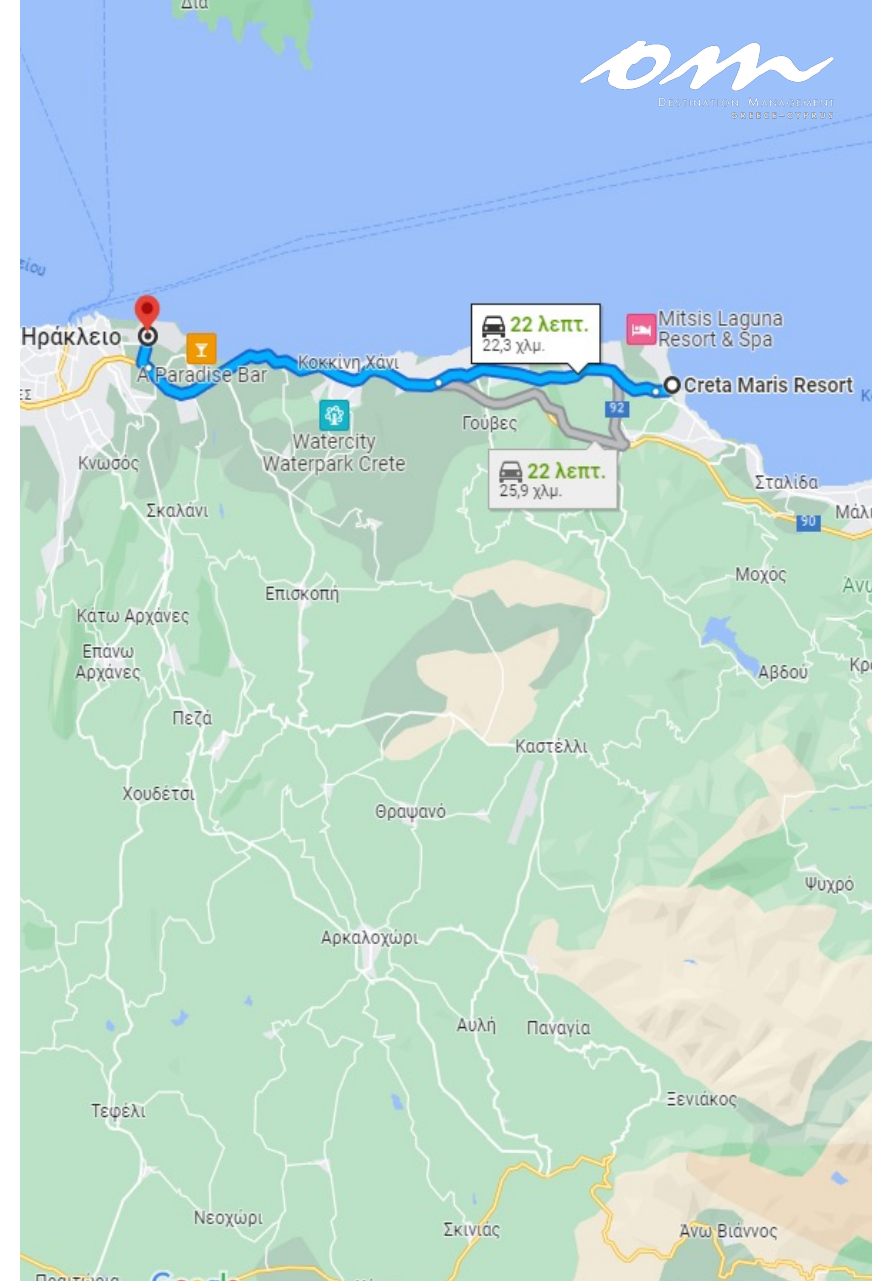 Δία
om
DESTINATION MANAGEMENT
GREECE-CYPRUS
Ηράκλειο
A Paradise Bar
Κοκκίνη Χάνι
22 λεπτ.
22,3 χλμ.
Mitsis Laguna
Resort & Spa
Creta Maris Resort
92
Watercity
Waterpark Crete
Γούβες
22 λεπτ.
25,9 χλμ.
Κνωσός
Σκαλάνι
Σταλίδα
90
Μάλι
Επισκοπή
Μοχός
Κάτω Αρχάνες
Επάνω
Αρχάνες
Αβδού
Πεζά
Καστέλλι
Χουδέτσι
Θραψανό
Ψυχρό
Αρκαλοχώρι
Αυλή
Παναγία
Ξενιάκος
Τεφέλι
Νεοχώρι
Σκινιάς
Άνω Βιάννος